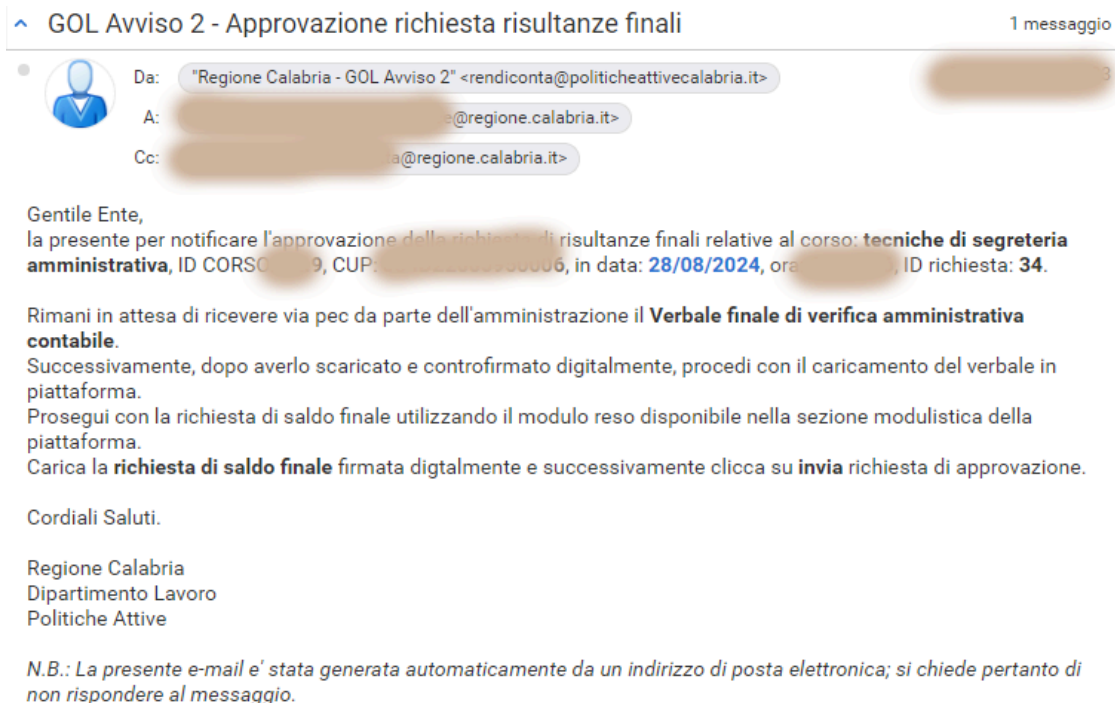 GOL Avviso 2 - Approvazione richiesta risultanze finali
1 messaggio
Da: "Regione Calabria - GOL Avviso 2" <rendiconta@politicheattivecalabria.it>
A: @regione.calabria.it>
Cc: @regione.calabria.it>
Gentile Ente,
la presente per notificare l'approvazione della richiesta di risultanze finali relative al corso: tecniche di segreteria
amministrativa, ID CORSO 9, CUP: in data: 28/08/2024, ora , ID richiesta: 34.
Rimani in attesa di ricevere via pec da parte dell'amministrazione il Verbale finale di verifica amministrativa
contabile.
Successivamente, dopo averlo scaricato e controfirmato digitalmente, procedi con il caricamento del verbale in
piattaforma.
Prosegui con la richiesta di saldo finale utilizzando il modulo reso disponibile nella sezione modulistica della
piattaforma.
Carica la richiesta di saldo finale firmata digtalmente e successivamente clicca su invia richiesta di approvazione.
Cordiali Saluti.
Regione Calabria
Dipartimento Lavoro
Politiche Attive
N.B.: La presente e-mail e' stata generata automaticamente da un indirizzo di posta elettronica; si chiede pertanto di
non rispondere al messaggio.